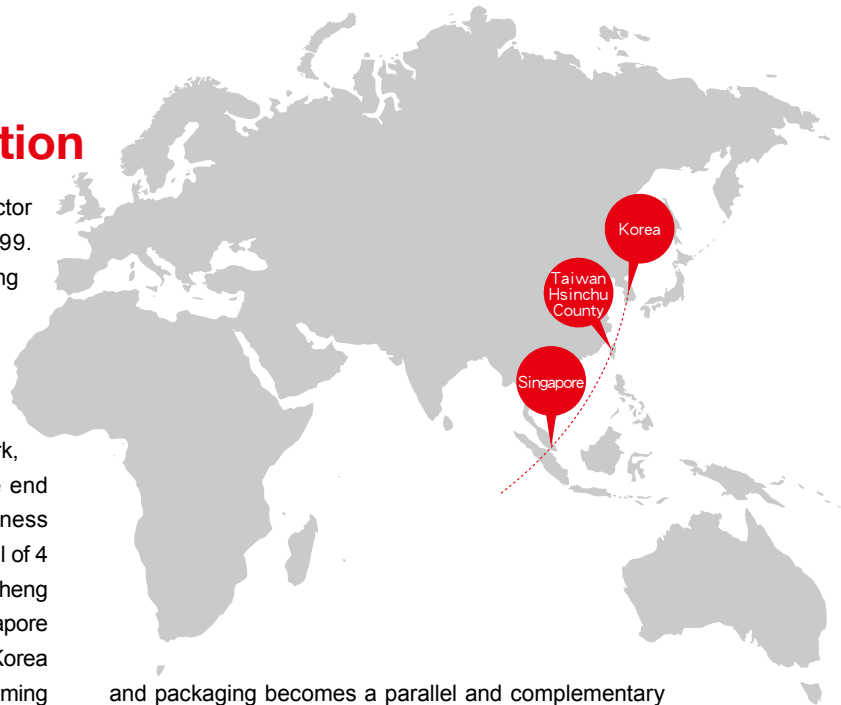 tion
ctor
99.
ng
rk,
end
ness
l of 4
heng
apore
Korea
rming
Korea
Taiwan
Hsinchu
County
Singapore
and packaging becomes a parallel and complementary